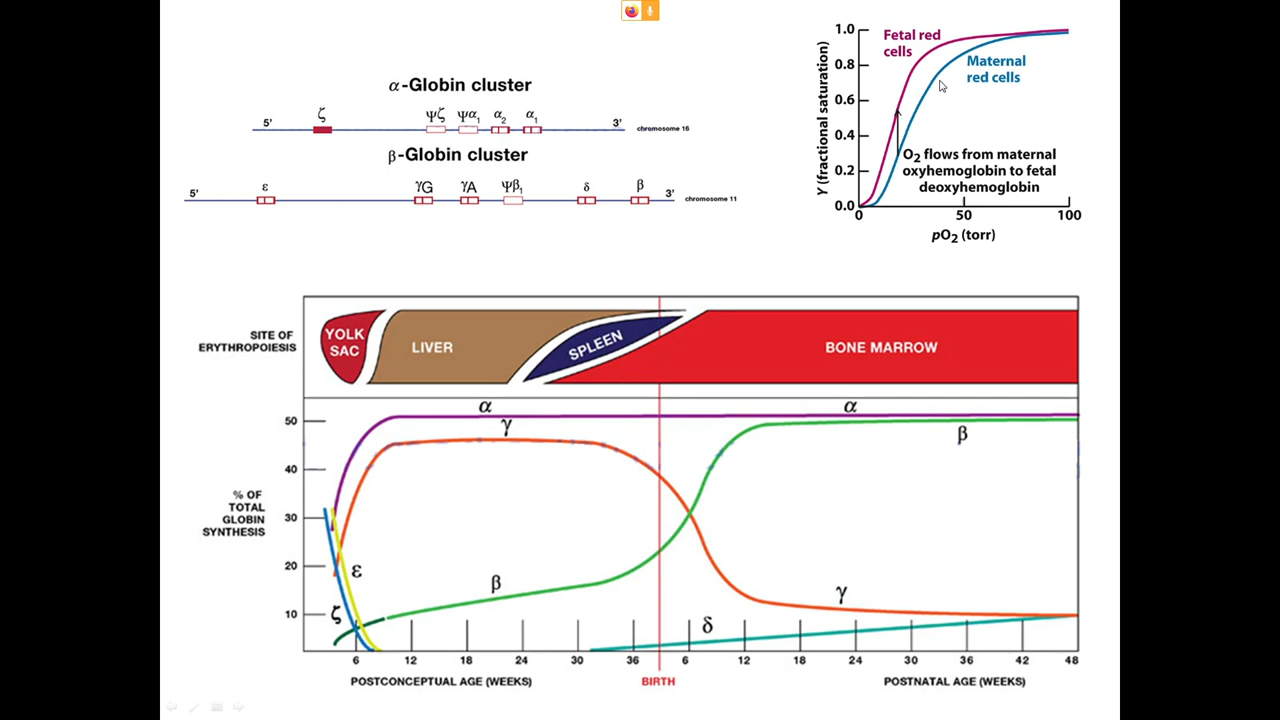 α-Globin cluster
5' ζ Ψζ Ψα1 α2 α1 3' chromosome 16
β-Globin cluster
5' ε γG γA Ψβ1 δ β 3' chromosome 11
Y (fractional saturation)
1.0
0.8
0.6
0.4
0.2
0.0
Fetal red
cells
Maternal
red cells
O2 flows from maternal
oxyhemoglobin to fetal
deoxyhemoglobin
0 50 100
pO2 (torr)
SITE OF
ERYTHROPOIESIS
YOLK
SAC
LIVER
SPLEEN
BONE MARROW
% OF
TOTAL
GLOBIN
SYNTHESIS
50
40
30
20
10
α α
γ β
ε
ζ β γ
δ
6 12 18 24 30 36 6 12 18 24 30 36 42 48
POSTCONCEPTUAL AGE (WEEKS) BIRTH POSTNATAL AGE (WEEKS)